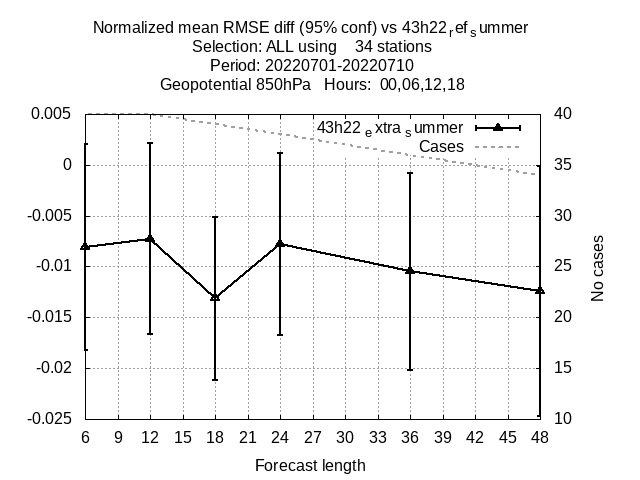 Normalized mean RMSE diff (95% conf) vs 43h22ref summer
Selection: ALL using 34 stations
Period: 20220701-20220710
Geopotential 850hPa Hours: 00,06,12,18
43h22 extra summer
Cases
0.005
0
-0.005
-0.01
-0.015
-0.02
-0.025
40
35
30
25
20
15
10
No cases
6 9 12 15 18 21 24 27 30 33 36 39 42 45 48
Forecast length